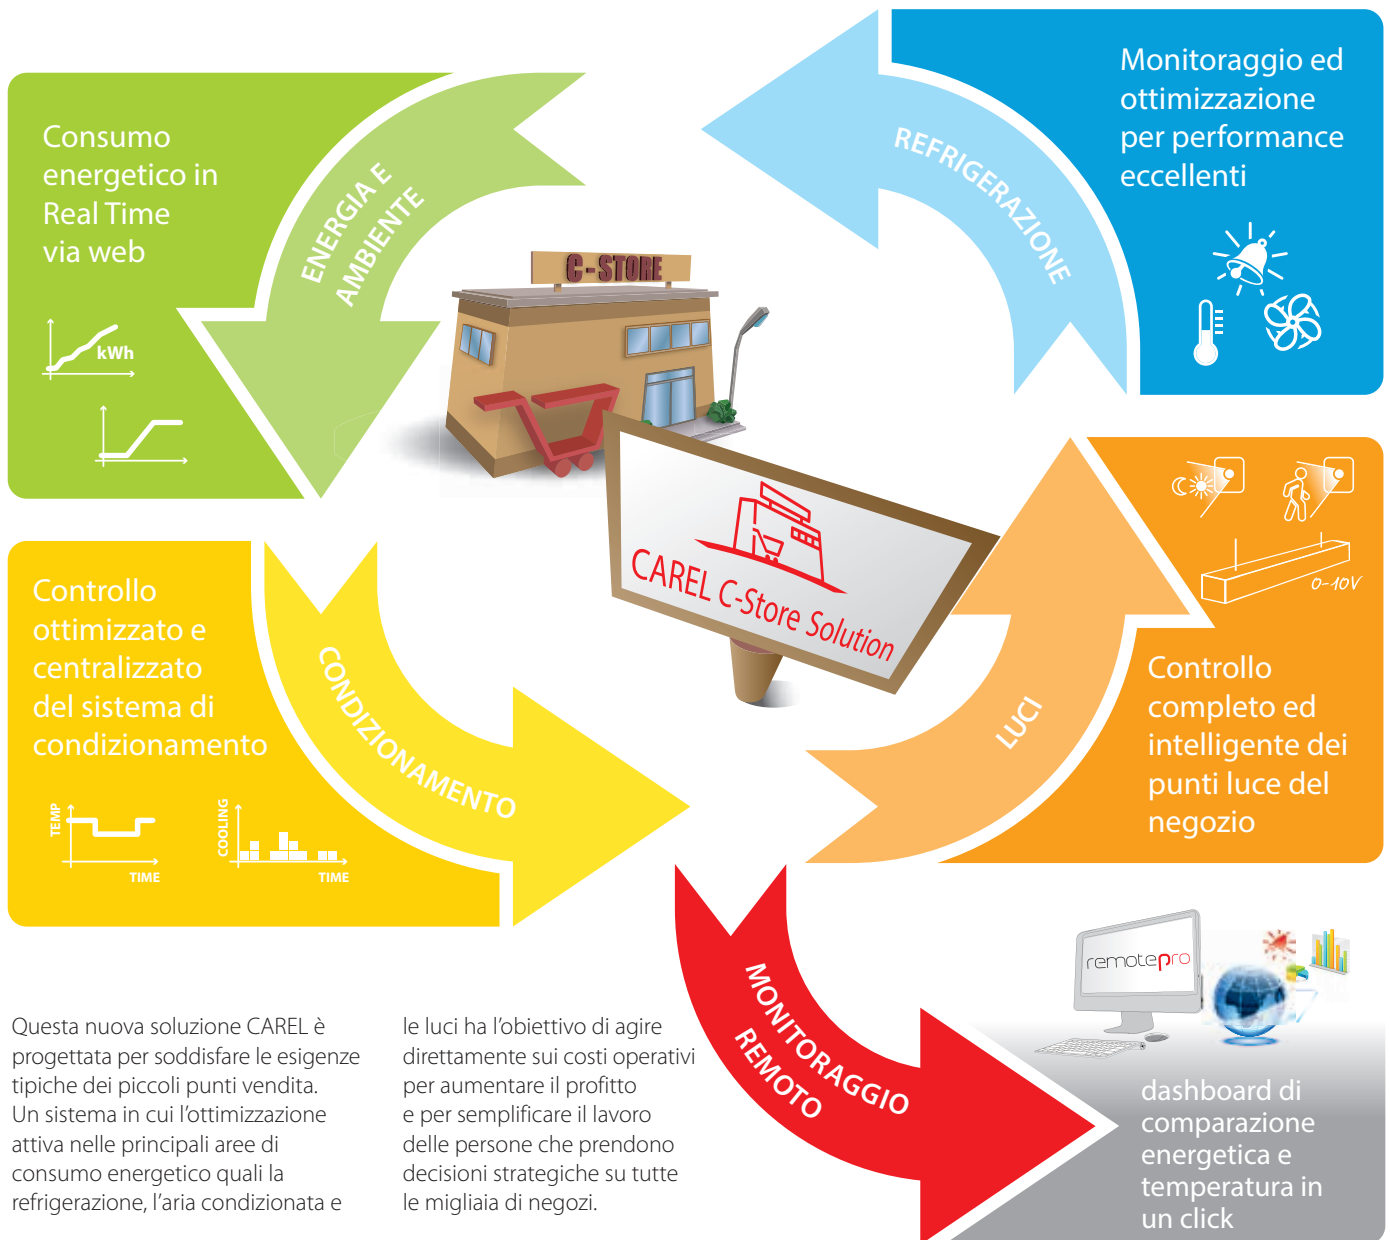 Consumo
energetico in
Real Time
via web
kWh
ENERGIA E
AMBIENTE
REFRIGERAZIONE
Monitoraggio ed
ottimizzazione
per performance
eccellenti
C-STORE
CAREL C-Store Solution
Controllo
ottimizzato e
centralizzato
del sistema di
condizionamento
TEMP
TIME
COOLING
TIME
CONDIZIONAMENTO
LUCI
0-10V
Controllo
completo ed
intelligente dei
punti luce del
negozio
MONITORAGGIO
REMOTO
remotepro
dashboard di
comparazione
energetica e
temperatura in
un click
Questa nuova soluzione CAREL è
progettata per soddisfare le esigenze
tipiche dei piccoli punti vendita.
Un sistema in cui l’ottimizzazione
attiva nelle principali aree di
consumo energetico quali la
refrigerazione, l’aria condizionata e
le luci ha l’obiettivo di agire
direttamente sui costi operativi
per aumentare il profitto
e per semplificare il lavoro
delle persone che prendono
decisioni strategiche su tutte
le migliaia di negozi.